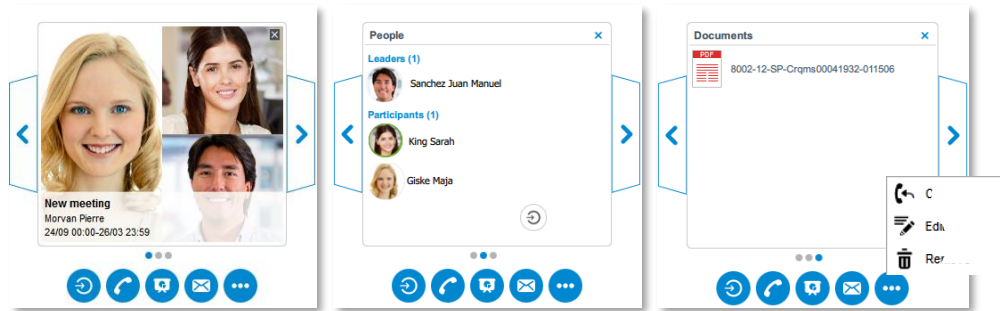 New meeting
Morvan Pierre
24/09 00:00-26/03 23:59
People
Leaders (1)
Sanchez Juan Manuel
Participants (1)
King Sarah
Giske Maja
Documents
PDF
8002-12-SP-Crqms00041932-011506